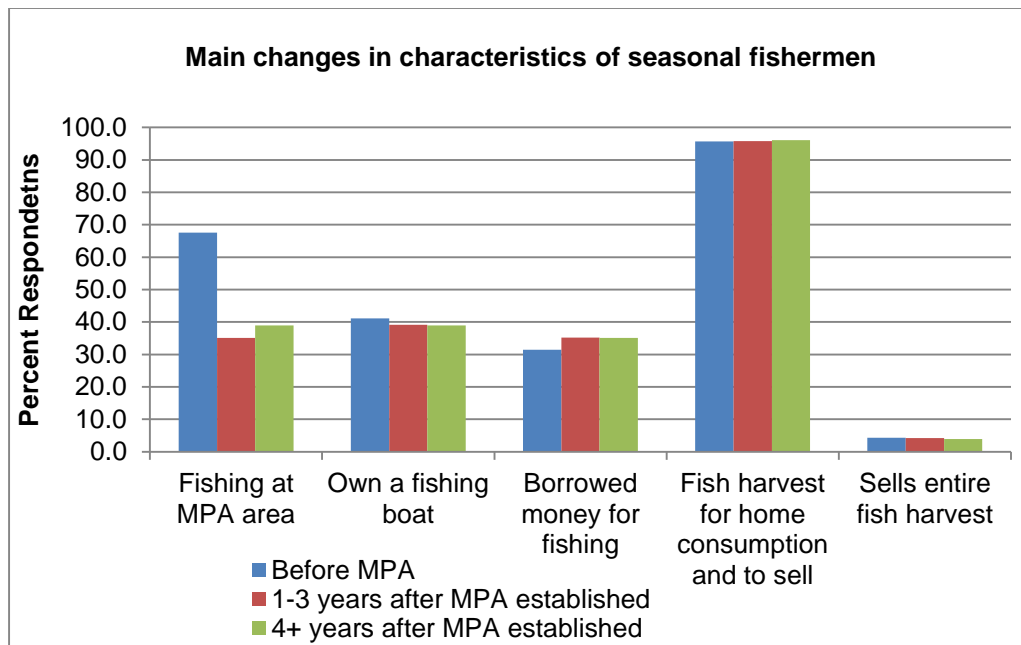 Main changes in characteristics of seasonal fishermen
Percent Respondetns
100.0
90.0
80.0
70.0
60.0
50.0
40.0
30.0
20.0
10.0
0.0
Fishing at
MPA area
Own a fishing
boat
Borrowed
money for
fishing
Fish harvest
for home
consumption
and to sell
Sells entire
fish harvest
Before MPA
1-3 years after MPA established
4+ years after MPA established